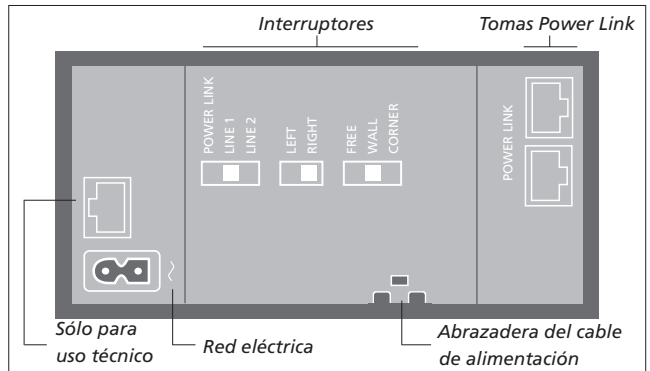 Interruptores
Tomas Power Link
POWER LINK
LINE 1
LINE 2
LEFT
RIGHT
FREE
WALL
CORNER
POWER LINK
Sólo para
uso técnico
Red eléctrica
Abrazadera del cable
de alimentación